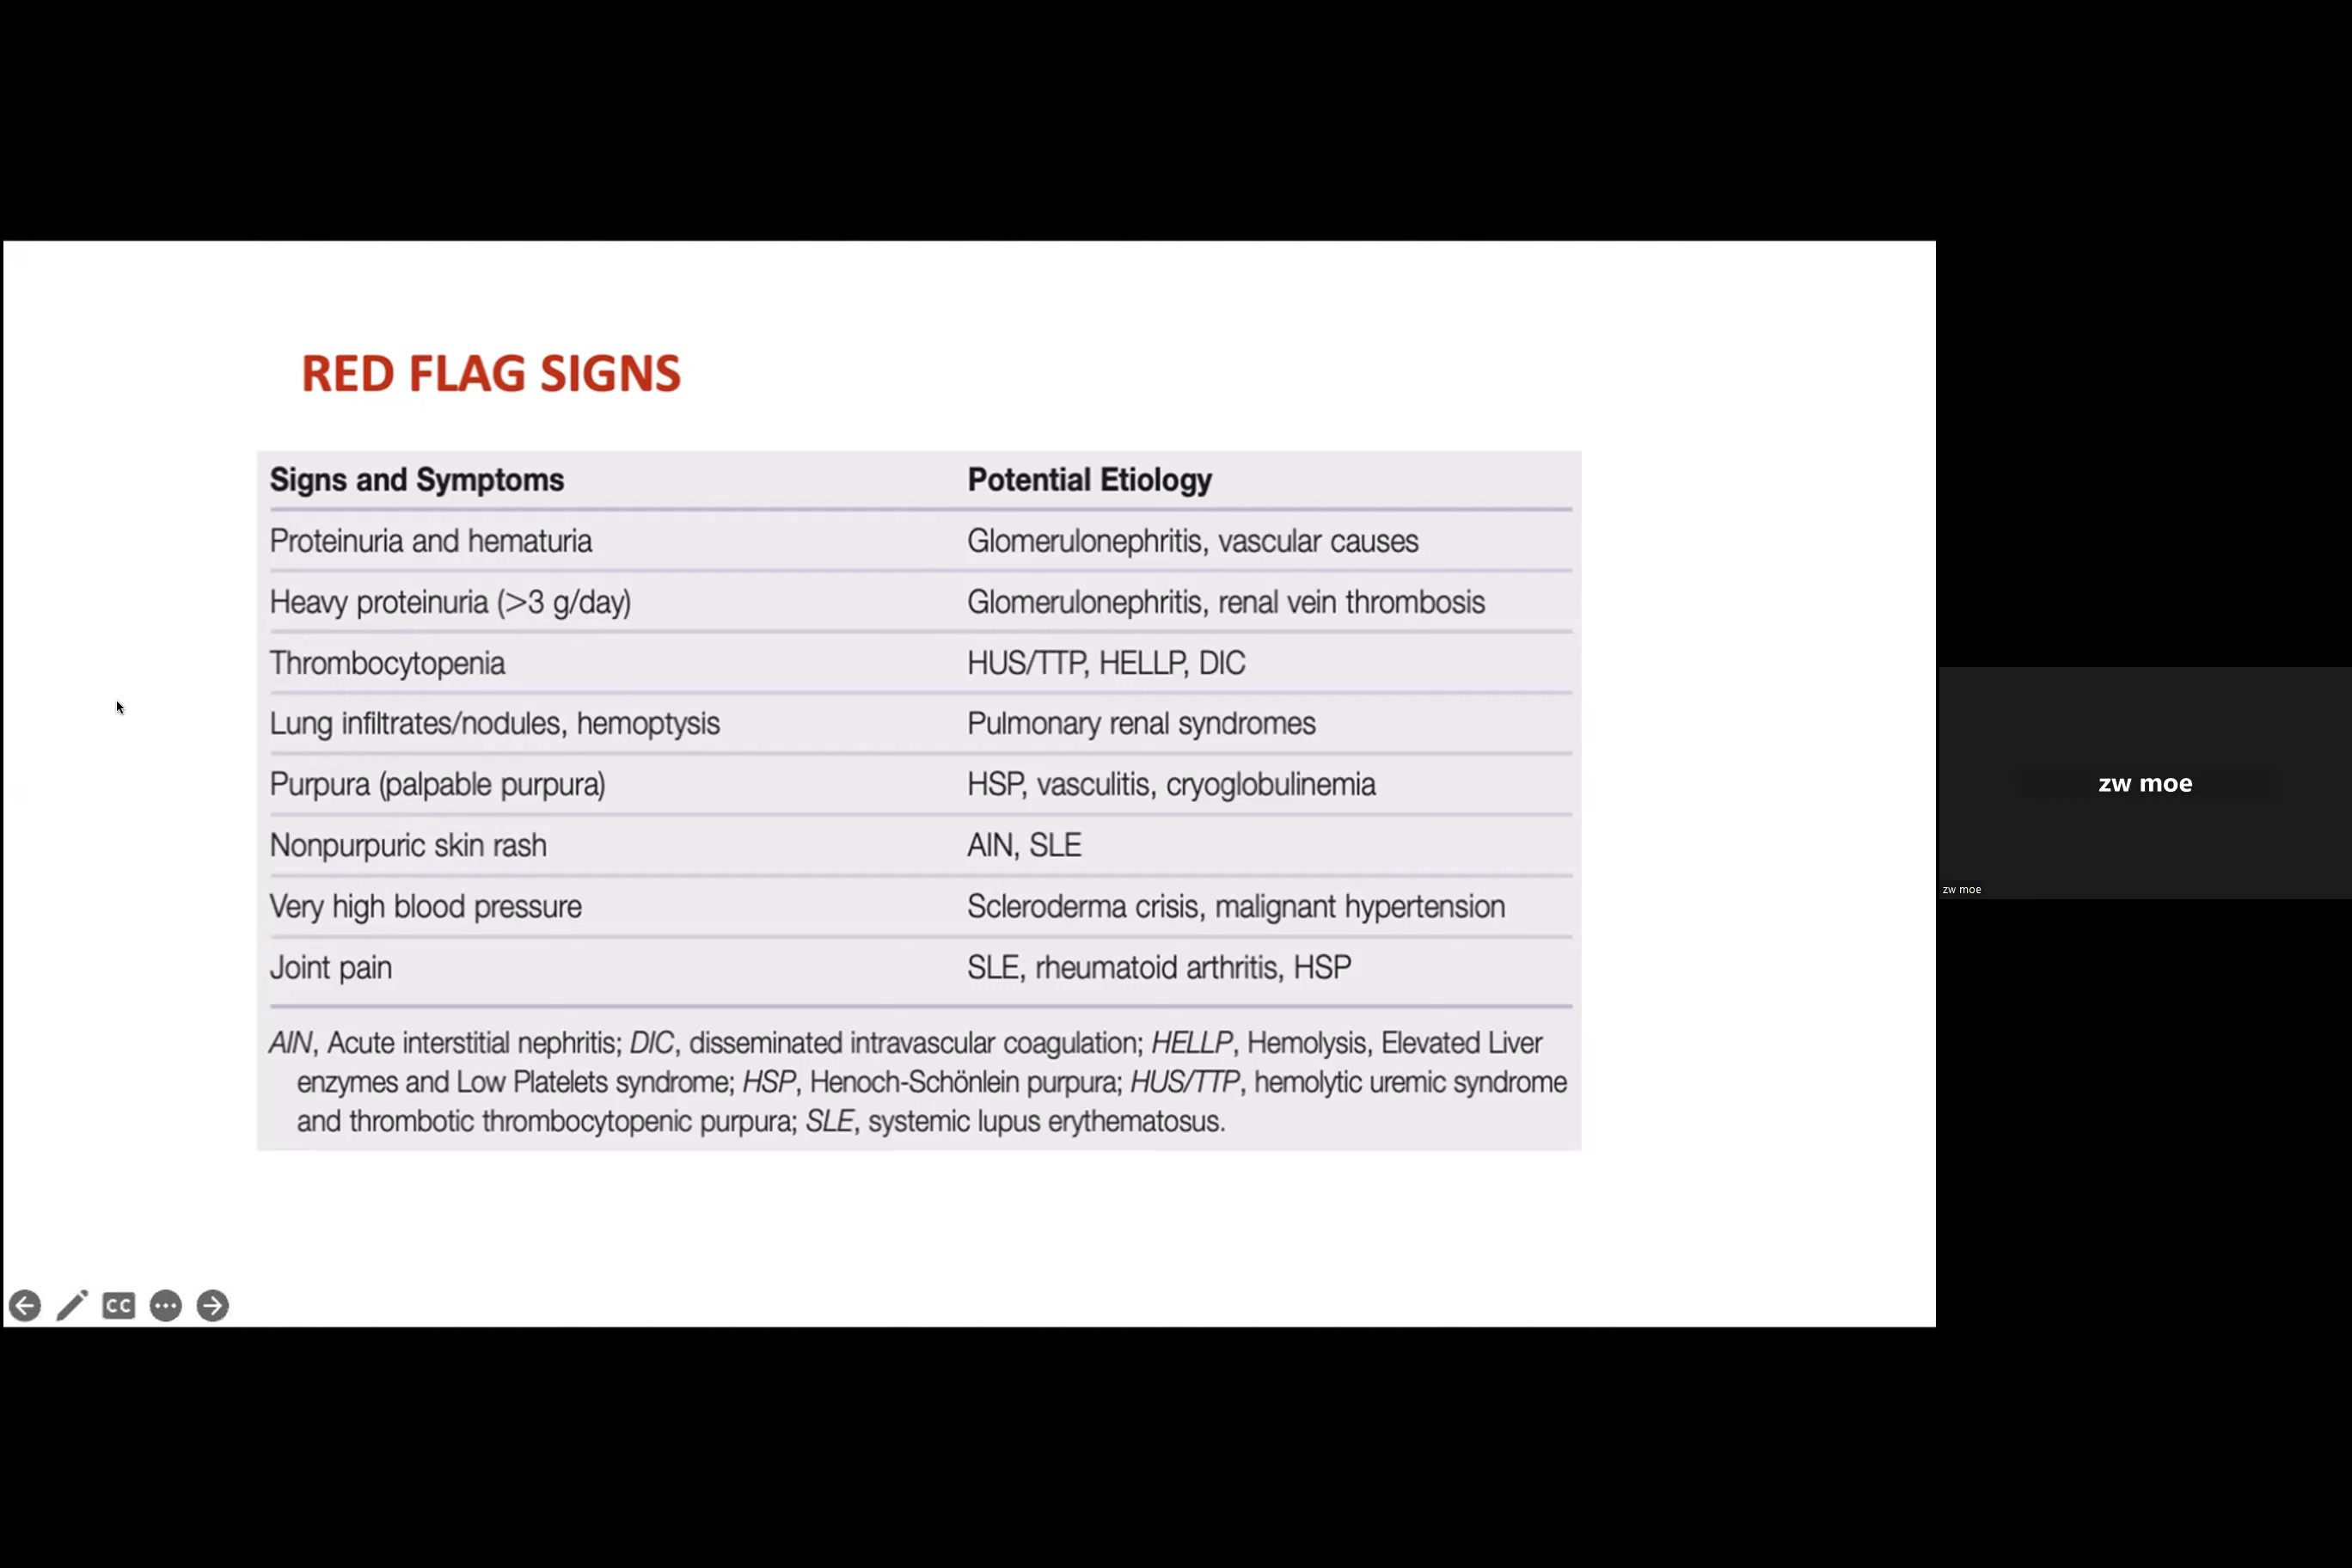 RED FLAG SIGNS
Signs and Symptoms Potential Etiology
Proteinuria and hematuria Glomerulonephritis, vascular causes
Heavy proteinuria (>3 g/day) Glomerulonephritis, renal vein thrombosis
Thrombocytopenia HUS/TTP, HELLP, DIC
Lung infiltrates/nodules, hemoptysis Pulmonary renal syndromes
Purpura (palpable purpura) HSP, vasculitis, cryoglobulinemia
Nonpurpuric skin rash AIN, SLE
Very high blood pressure Scleroderma crisis, malignant hypertension
Joint pain SLE, rheumatoid arthritis, HSP
AIN, Acute interstitial nephritis; DIC, disseminated intravascular coagulation; HELLP, Hemolysis, Elevated Liver
enzymes and Low Platelets syndrome; HSP, Henoch-Schönlein purpura; HUS/TTP, hemolytic uremic syndrome
and thrombotic thrombocytopenic purpura; SLE, systemic lupus erythematosus.
CC
zw moe
zw moe